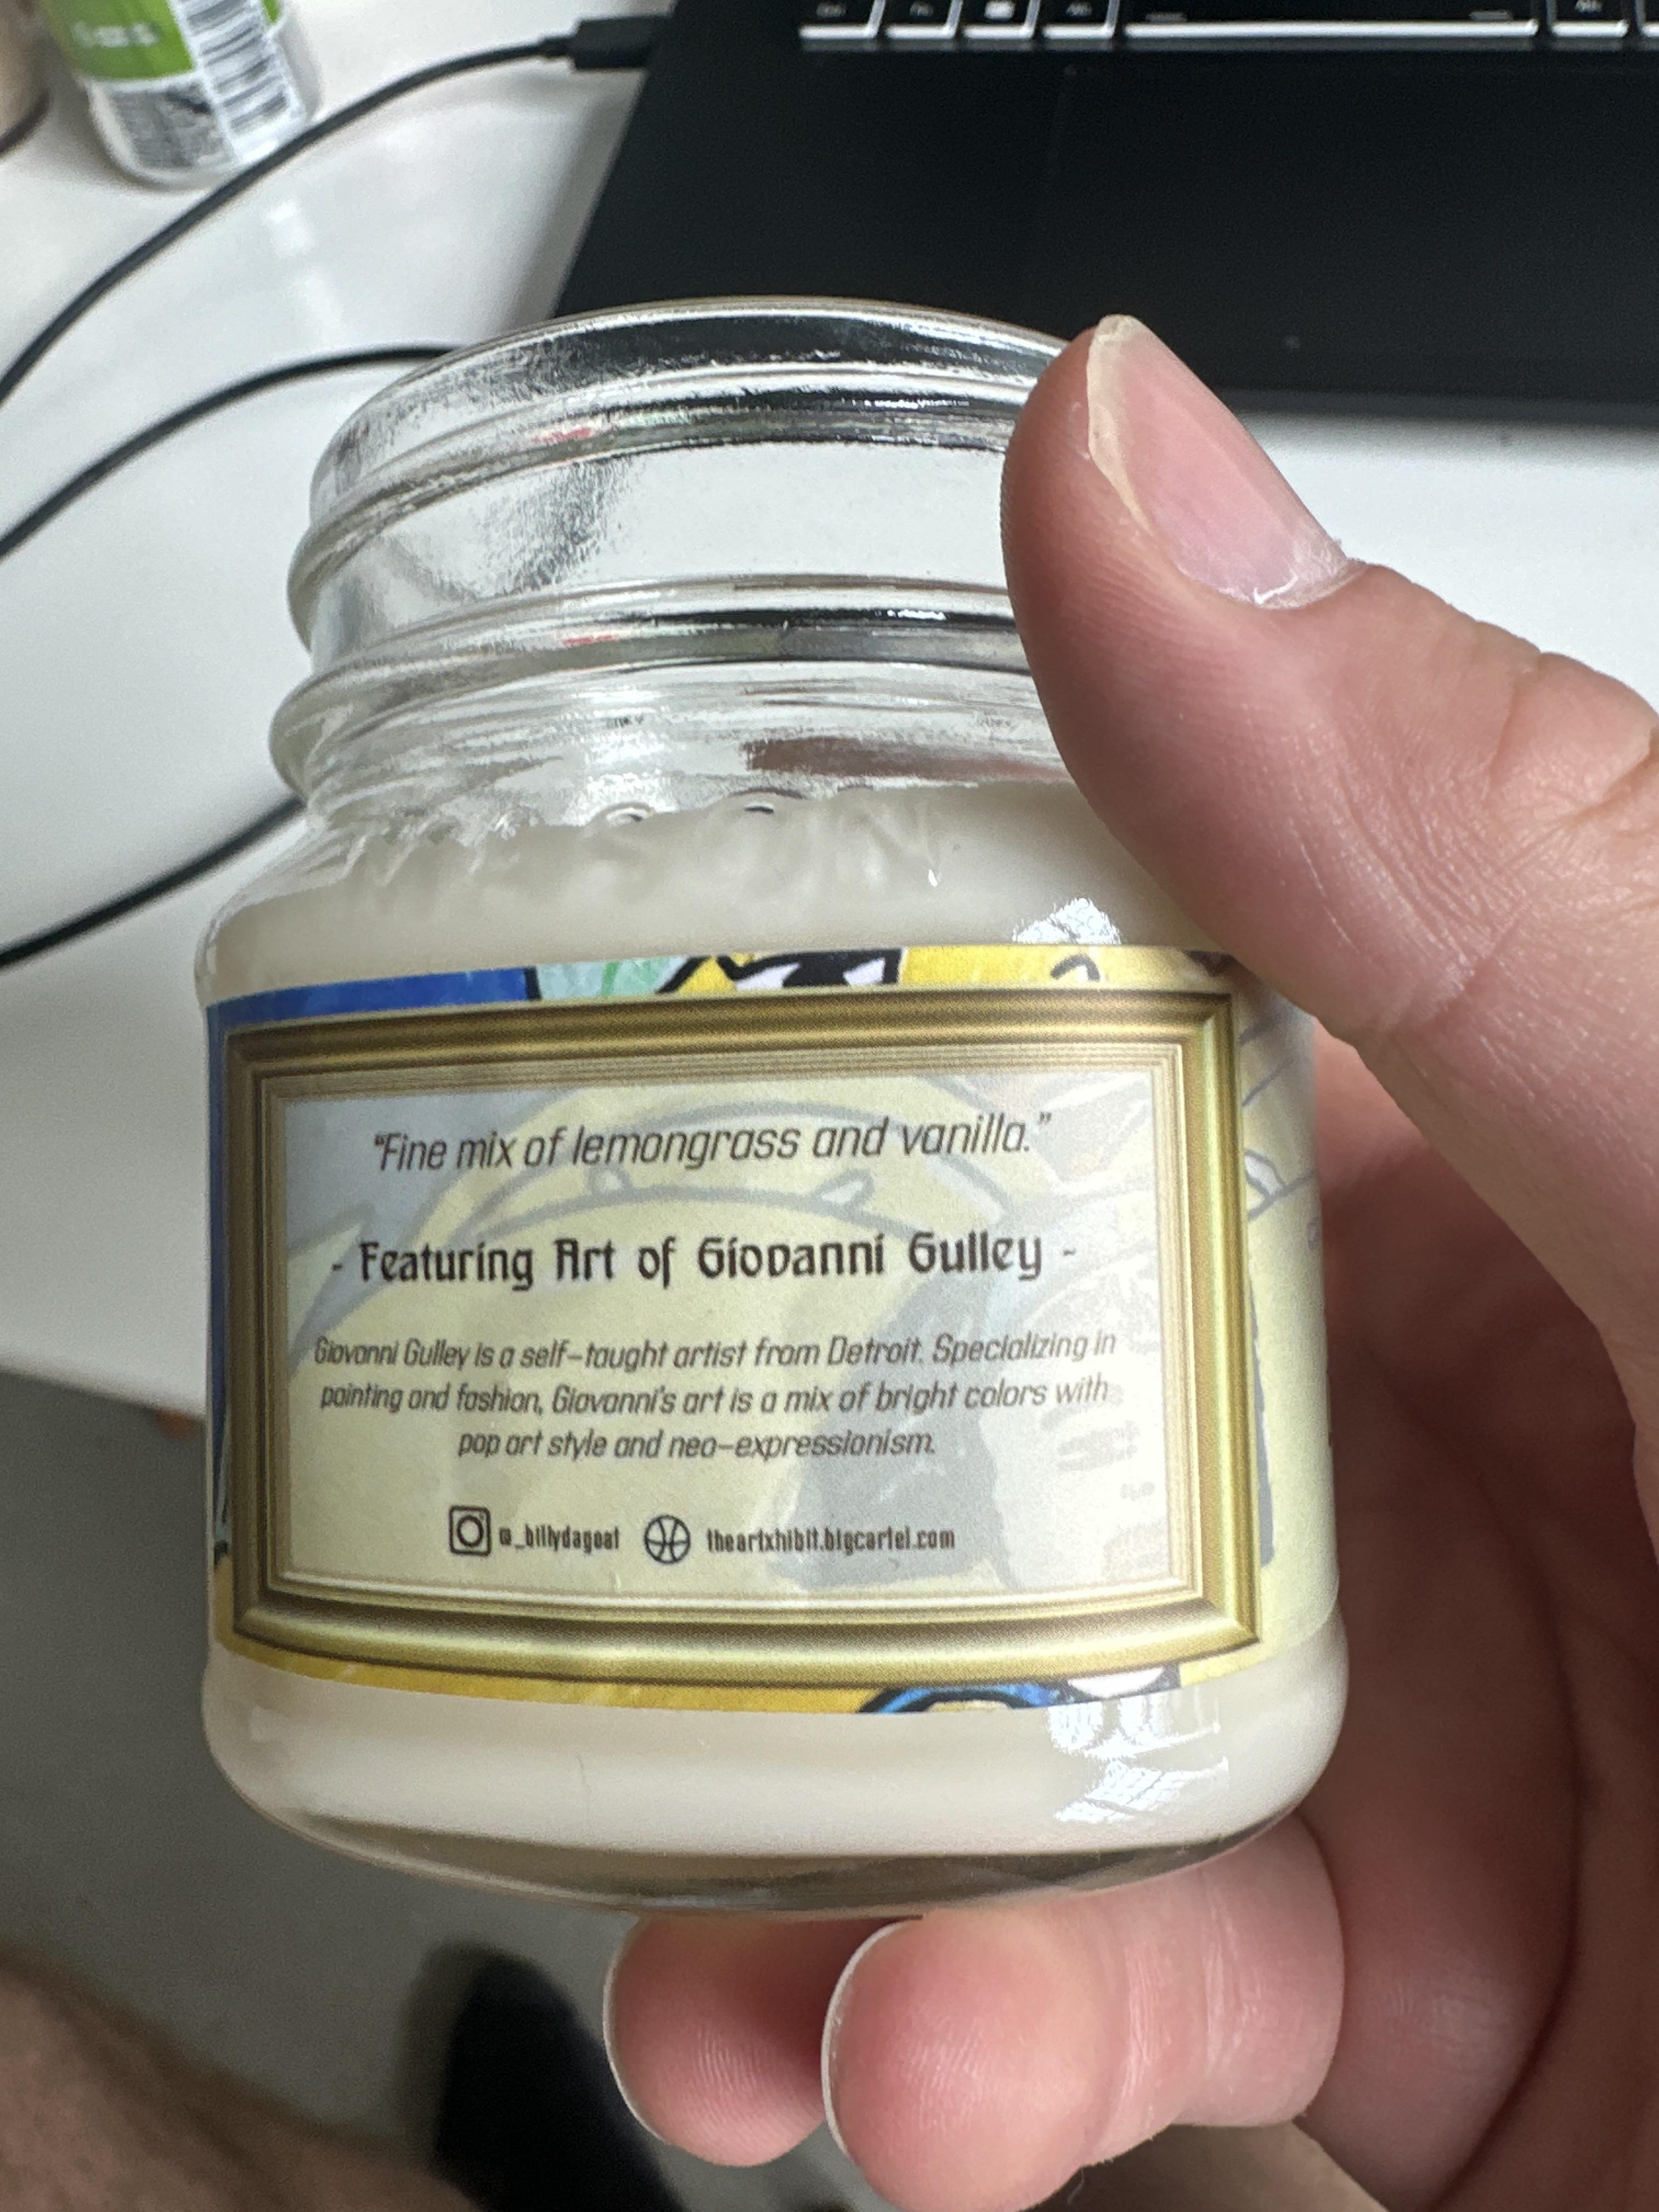 MASON
“Fine mix of lemongrass and vanilla.”
- Featuring Art of Giovanni Gulley -
Giovanni Gulley is a self-taught artist from Detroit. Specializing in
painting and fashion, Giovanni's art is a mix of bright colors with
pop art style and neo-expressionism.
@_billydagoat theartxhibit.bigcartel.com